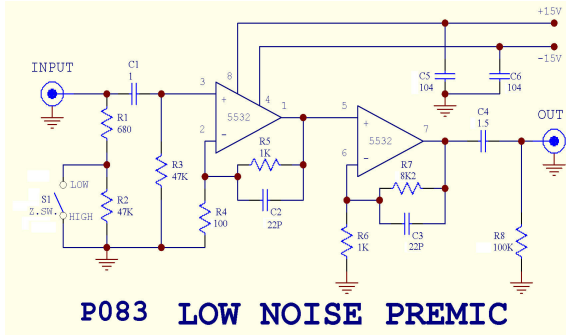 +15V
-15V
INPUT
C1
1
3
8
4
1
+
5532
2
-
R1
680
R5
1K
R3
47K
S1
Z.SW.
LOW
HIGH
R2
47K
R4
100
C2
22P
5
+
5532
7
6
-
R7
8K2
R6
1K
C3
22P
C5
104
C6
104
C4
1.5
OUT
R8
100K
P083 LOW NOISE PREMIC